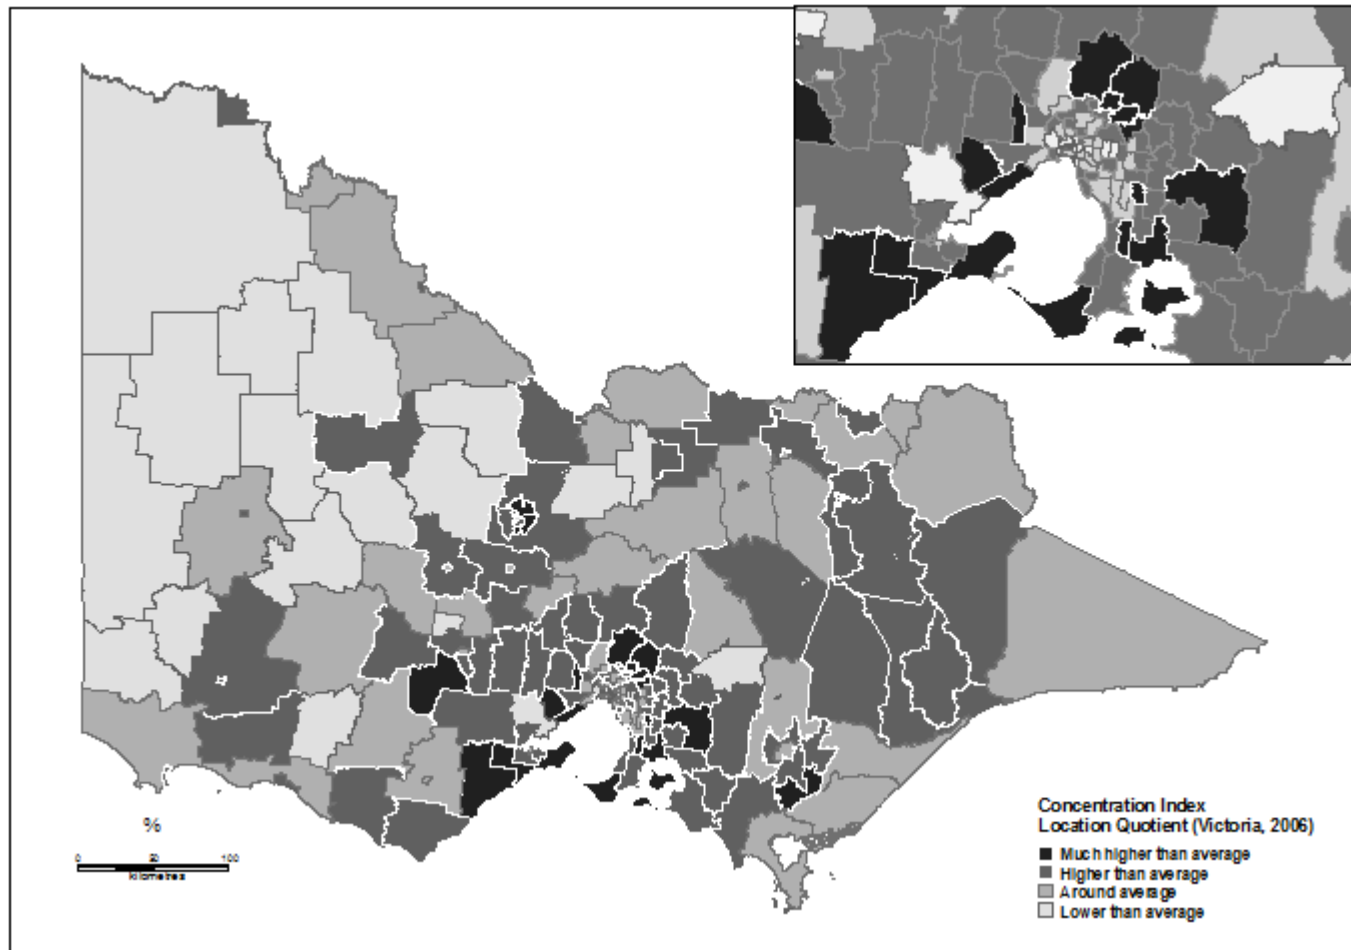 %
0 50 100
kilometres
Concentration Index
Location Quotient (Victoria, 2006)
Much higher than average
Higher than average
Around average
Lower than average